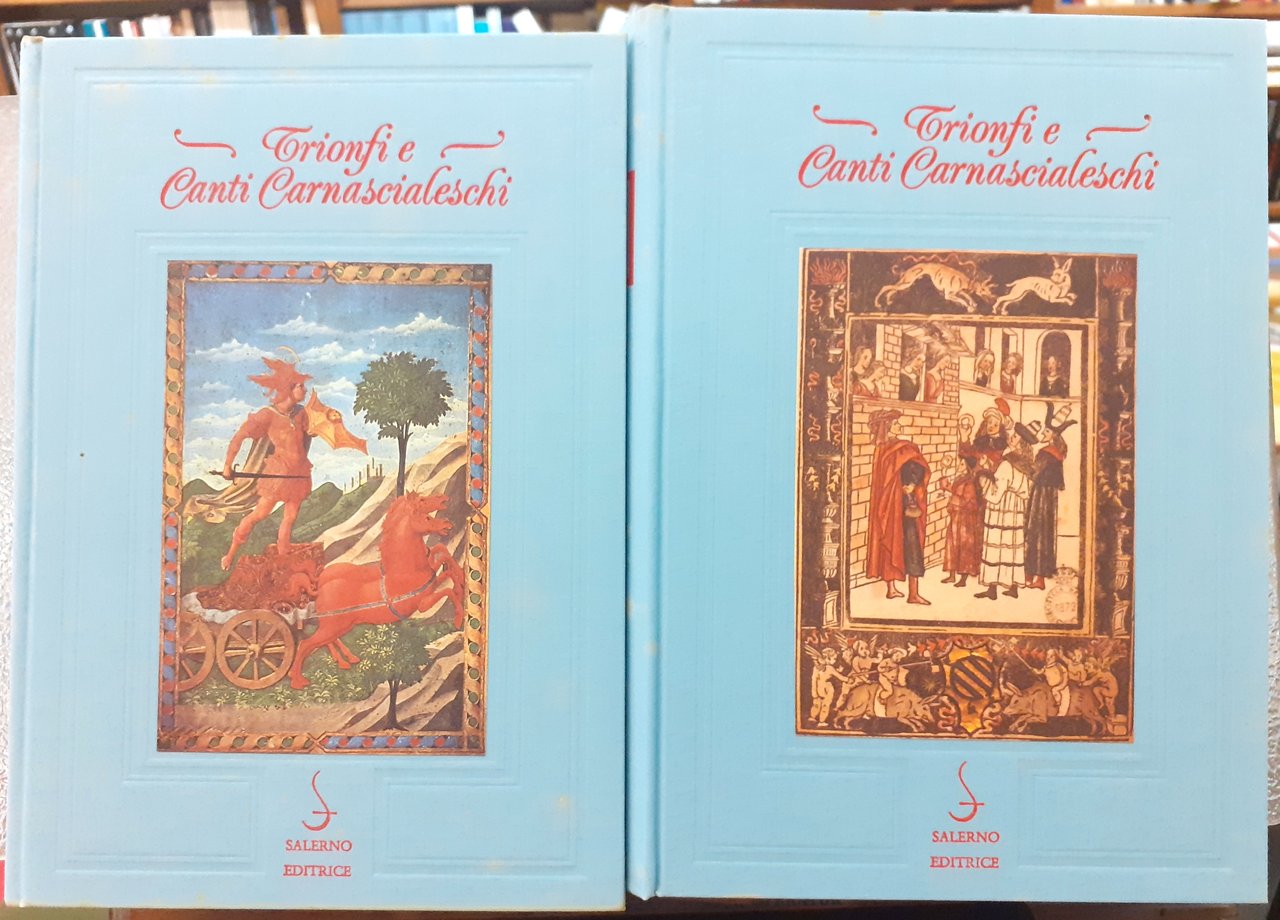 Trionfi e
Canti Carnascialeschi
SALERNO
EDITRICE
Trionfi e
Canti Carnascialeschi
SALERNO
EDITRICE